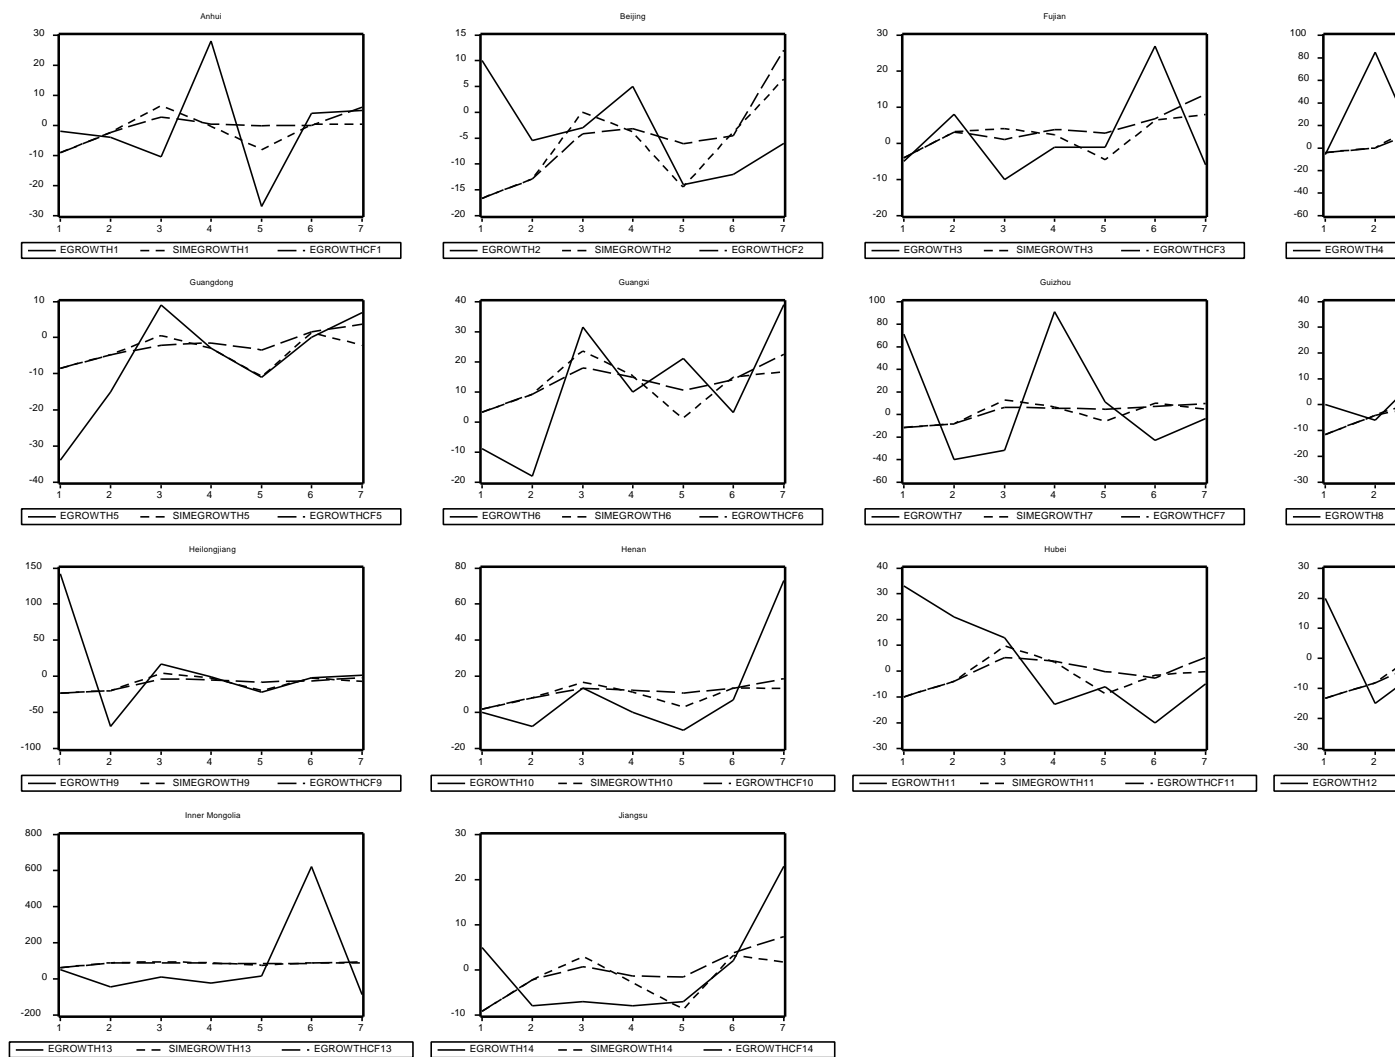 Anhui Beijing Fujian
30 15 30 100
20 10 20 80
10 5 10 60
0 0 0 40
-10 -5 -10 20
-20 -10 -20 0
-30 -15 -20
-20 -40
-60
1 2 3 4 5 6 7 1 2 3 4 5 6 7 1 2 3 4 5 6 7 1 2
EGROWTH1 SIMEGROWTH1 EGROWTHCF1 EGROWTH2 SIMEGROWTH2 EGROWTHCF2 EGROWTH3 SIMEGROWTH3 EGROWTHCF3 EGROWTH4
Guangdong Guangxi Guizhou
10 40 100 40
0 30 80 30
-10 20 60 20
-20 10 40 10
-30 0 20 0
-40 -10 0 -10
-20 -20 -20
-40 -30
-60
1 2 3 4 5 6 7 1 2 3 4 5 6 7 1 2 3 4 5 6 7 1 2
EGROWTH5 SIMEGROWTH5 EGROWTHCF5 EGROWTH6 SIMEGROWTH6 EGROWTHCF6 EGROWTH7 SIMEGROWTH7 EGROWTHCF7 EGROWTH8
Heilongjiang Henan Hubei
150 80 40 30
100 60 30 20
50 40 20 10
0 20 10 0
-50 0 0 -10
-100 -20 -10 -20
-20 -30
-30
1 2 3 4 5 6 7 1 2 3 4 5 6 7 1 2 3 4 5 6 7 1 2
EGROWTH9 SIMEGROWTH9 EGROWTHCF9 EGROWTH10 SIMEGROWTH10 EGROWTHCF10 EGROWTH11 SIMEGROWTH11 EGROWTHCF11 EGROWTH12
Inner Mongolia Jiangsu
800 30
600 20
400 10
200 0
0 -10
-200
1 2 3 4 5 6 7 1 2 3 4 5 6 7
EGROWTH13 SIMEGROWTH13 EGROWTHCF13 EGROWTH14 SIMEGROWTH14 EGROWTHCF14